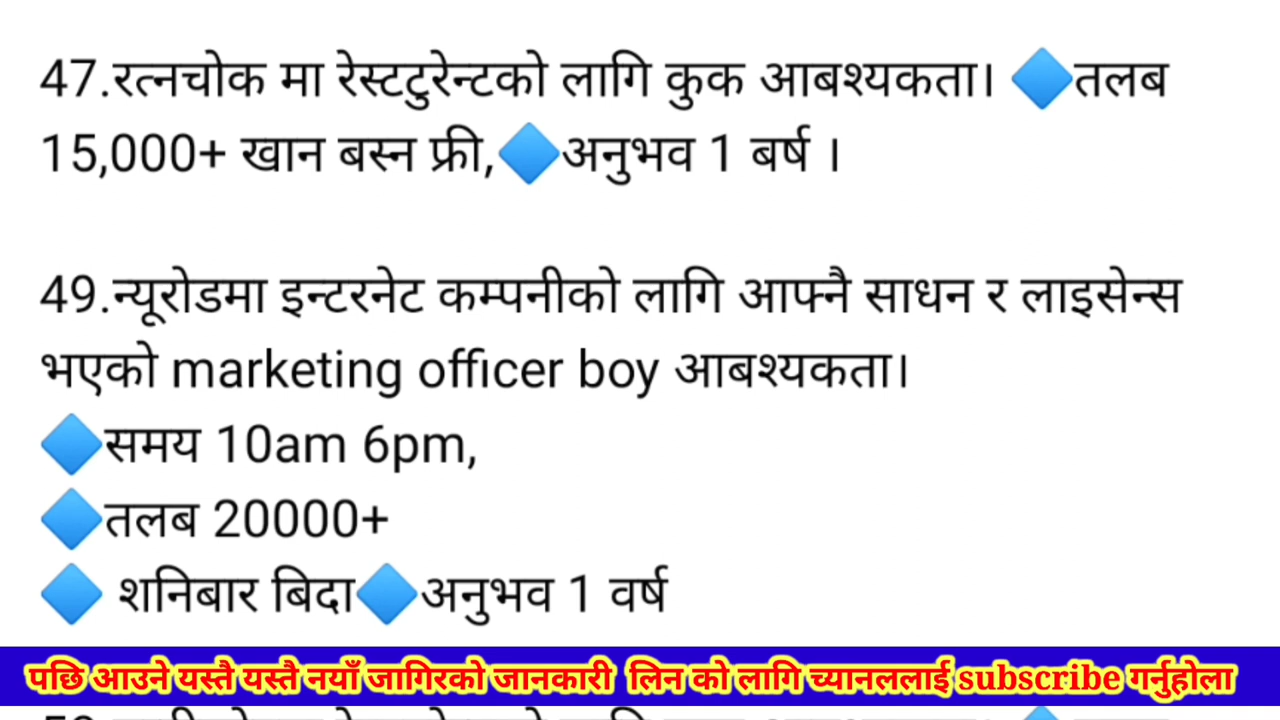 47.रत्नचोक मा रेस्टटुरेन्टको लागि कुक आबश्यकता। 🔷तलब
15,000+ खान बस्न फ्री,🔷अनुभव 1 बर्ष ।
49.न्यूरोडमा इन्टरनेट कम्पनीको लागि आफ्नै साधन र लाइसेन्स
भएको marketing officer boy आबश्यकता।
🔷समय 10am 6pm,
🔷तलब 20000+
🔷 शनिबार बिदा🔷अनुभव 1 वर्ष
पछि आउने यस्तै यस्तै नयाँ जागिरको जानकारी लिन को लागि च्यानललाई subscribe गर्नुहोला